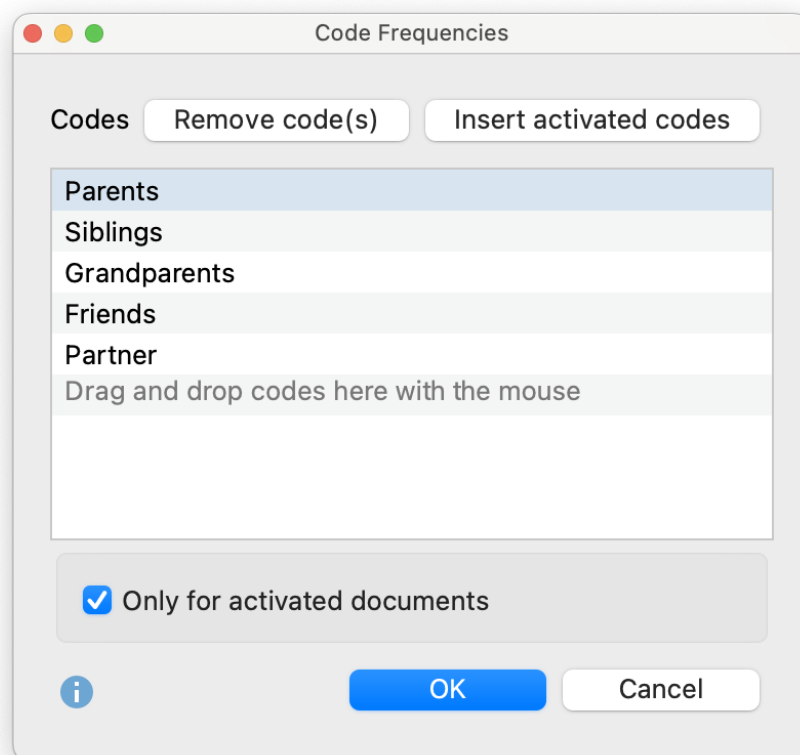 Code Frequencies
Codes Remove code(s) Insert activated codes
Parents
Siblings
Grandparents
Friends
Partner
Drag and drop codes here with the mouse
Only for activated documents
i OK Cancel